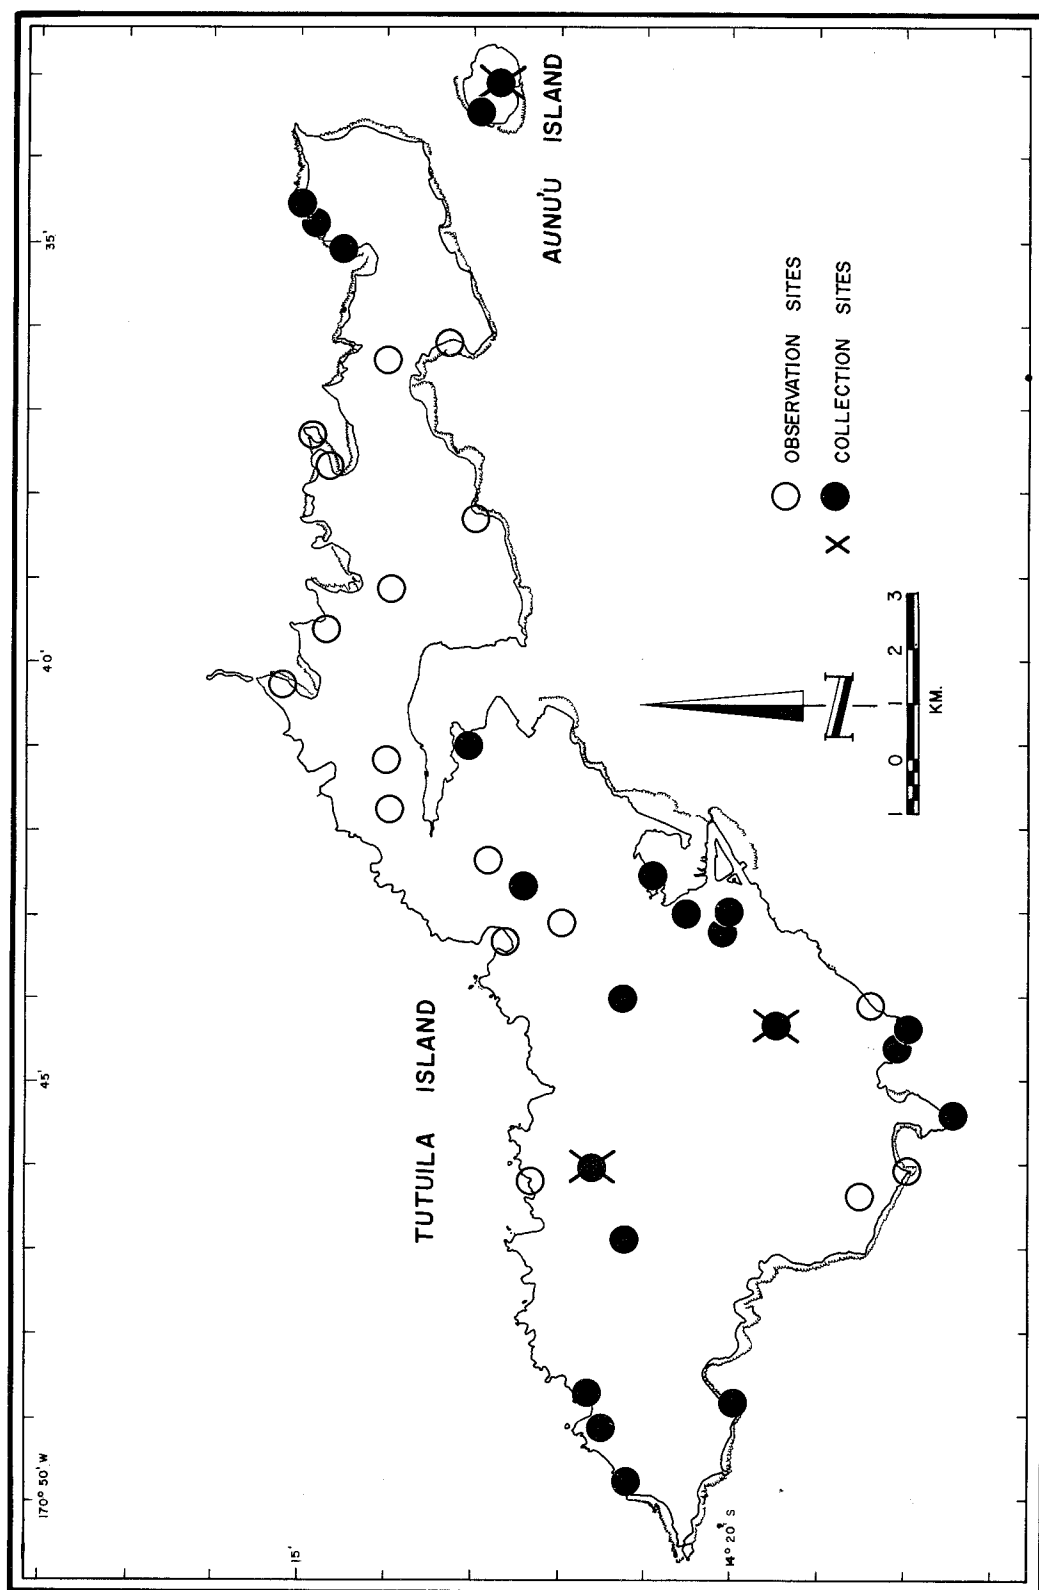 170° 50' W
45'
40'
35'
15'
14° 20' S
TUTUILA ISLAND
AUNU'U ISLAND
OBSERVATION SITES
COLLECTION SITES
N
1 0 1 2 3
KM.